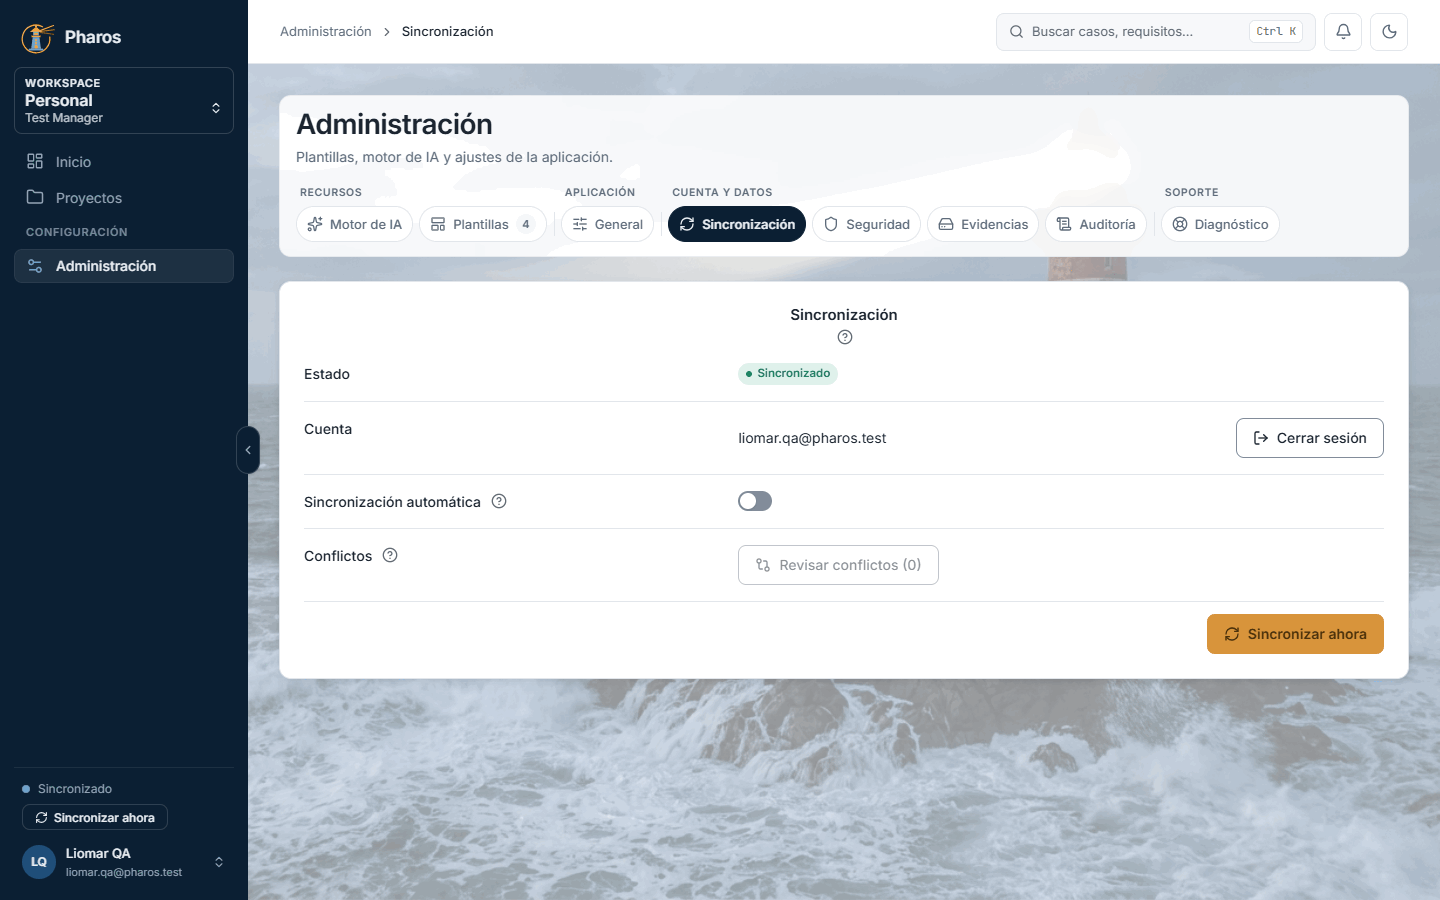 Pharos
WORKSPACE
Personal
Test Manager
Inicio
Proyectos
CONFIGURACIÓN
Administración
Sincronizado
Sincronizar ahora
LQ
Liomar QA
liomar.qa@pharos.test
Administración > Sincronización
Buscar casos, requisitos... Ctrl K
Administración
Plantillas, motor de IA y ajustes de la aplicación.
RECURSOS APLICACIÓN CUENTA Y DATOS SOPORTE
Motor de IA Plantillas 4 General Sincronización Seguridad Evidencias Auditoría Diagnóstico
Sincronización
Estado Sincronizado
Cuenta liomar.qa@pharos.test Cerrar sesión
Sincronización automática
Conflictos Revisar conflictos (0)
Sincronizar ahora